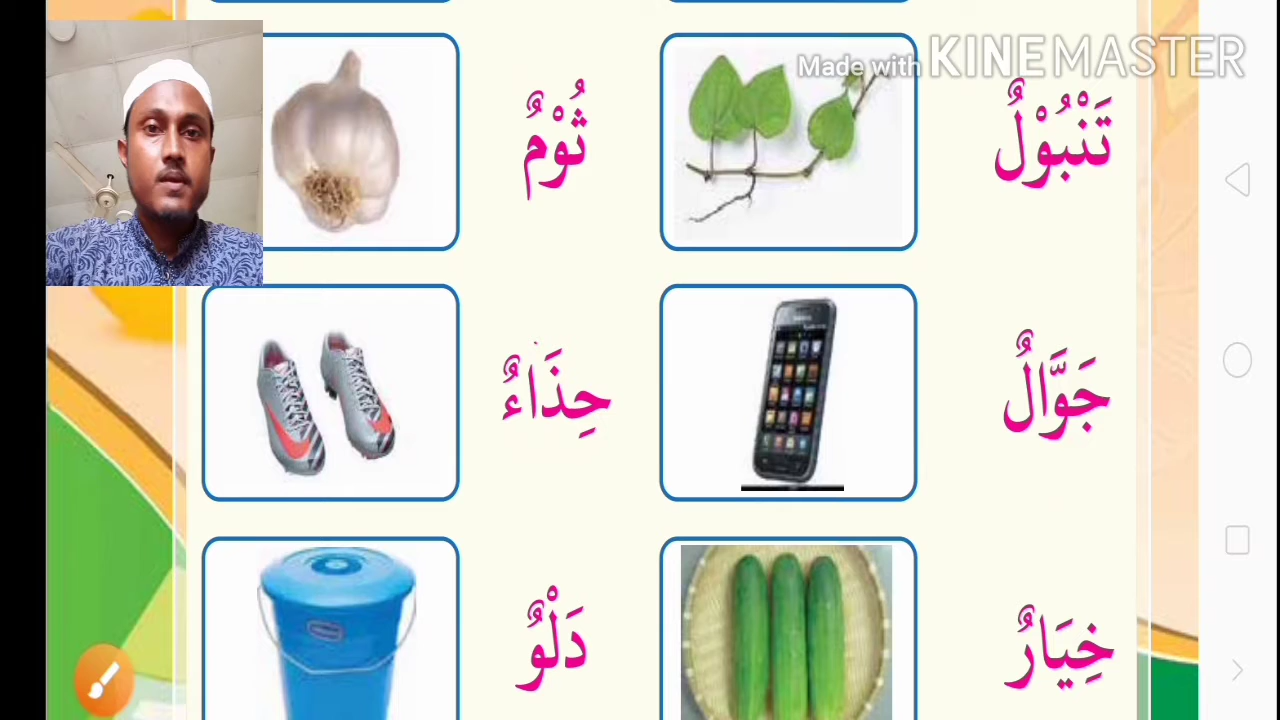 Made with KINEMASTER
تَنْبُوْلٌ
ثُوْمٌ
جَوَّالٌ
حِذَاءٌ
خِيَارٌ
دَلْوٌ